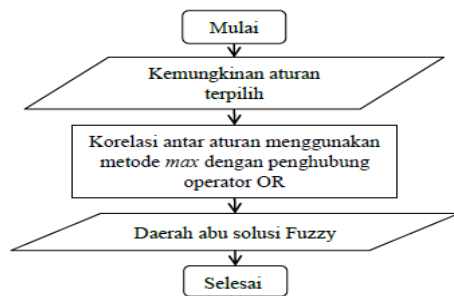 Mulai
Kemungkinan aturan
terpilih
Korelasi antar aturan menggunakan
metode max dengan penghubung
operator OR
Daerah abu solusi Fuzzy
Selesai